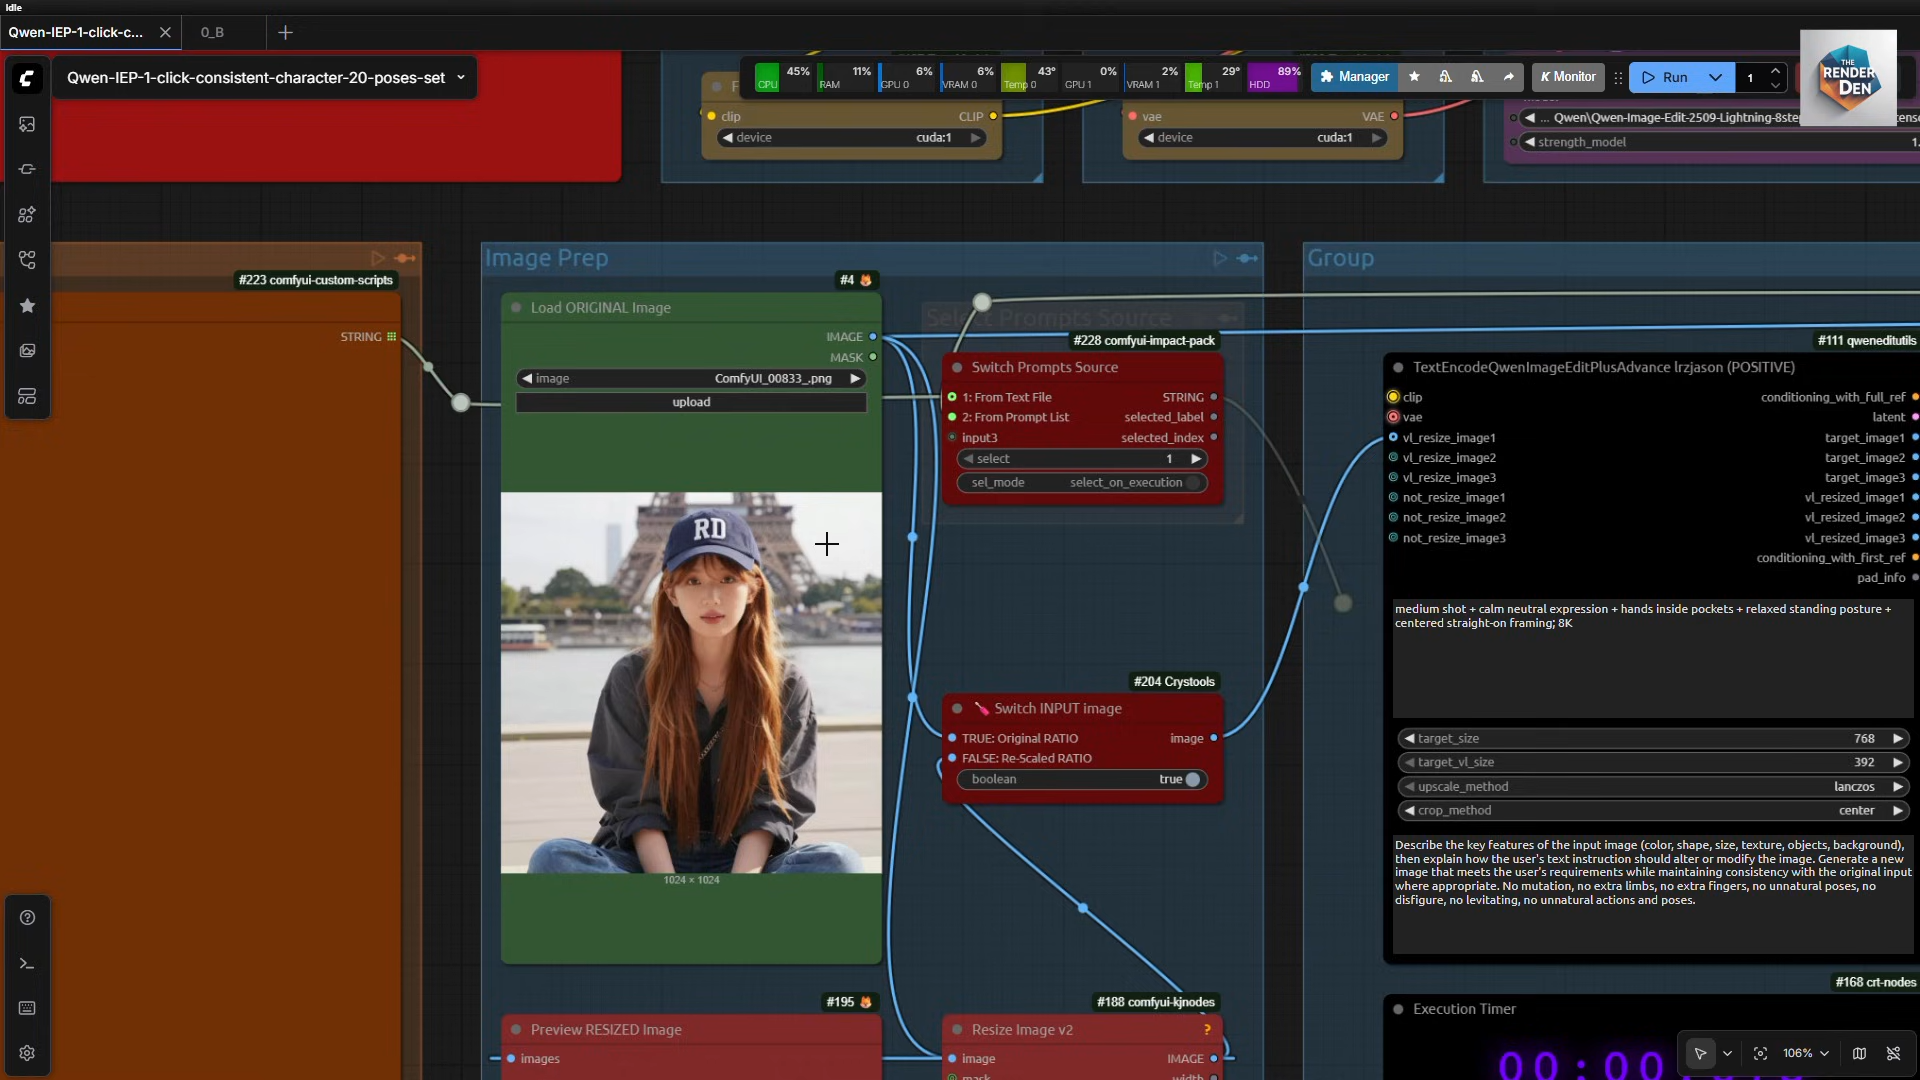 Idle
Qwen-IEP-1-click-c...
0_B
Qwen-IEP-1-click-consistent-character-20-poses-set
45% CPU
11% RAM
6% GPU 0
6% VRAM 0
43° Temp 0
0% GPU 1
2% VRAM 1
29° Temp 1
89% HDD
Manager
K Monitor
Run
1
THE
RENDER
DEN
clip CLIP
device cuda:1
vae VAE
device cuda:1
... Qwen\Qwen-Image-Edit-2509-Lightning-8step
strength_model 1.
Image Prep
Group
#223 comfyui-custom-scripts
STRING
#4
Load ORIGINAL Image
IMAGE
MASK
image ComfyUI_00833_.png
upload
RD
1024 × 1024
Select Prompts Source
#228 comfyui-impact-pack
Switch Prompts Source
1: From Text File STRING
2: From Prompt List selected_label
input3 selected_index
select 1
sel_mode select_on_execution
#204 Crystools
Switch INPUT image
TRUE: Original RATIO image
FALSE: Re-Scaled RATIO
boolean true
#111 qweneditutils
TextEncodeQwenImageEditPlusAdvance lrzjason (POSITIVE)
clip conditioning_with_full_ref
vae latent
vl_resize_image1 target_image1
vl_resize_image2 target_image2
vl_resize_image3 target_image3
not_resize_image1 vl_resized_image1
not_resize_image2 vl_resized_image2
not_resize_image3 vl_resized_image3
conditioning_with_first_ref
pad_info
medium shot + calm neutral expression + hands inside pockets + relaxed standing posture +
centered straight-on framing; 8K
target_size 768
target_vl_size 392
upscale_method lanczos
crop_method center
Describe the key features of the input image (color, shape, size, texture, objects, background),
then explain how the user's text instruction should alter or modify the image. Generate a new
image that meets the user's requirements while maintaining consistency with the original input
where appropriate. No mutation, no extra limbs, no extra fingers, no unnatural poses, no
disfigure, no levitating, no unnatural actions and poses.
#195
Preview RESIZED Image
images
#188 comfyui-kjnodes
Resize Image v2 ?
image IMAGE
mask width
#168 crt-nodes
Execution Timer
00:00
106%